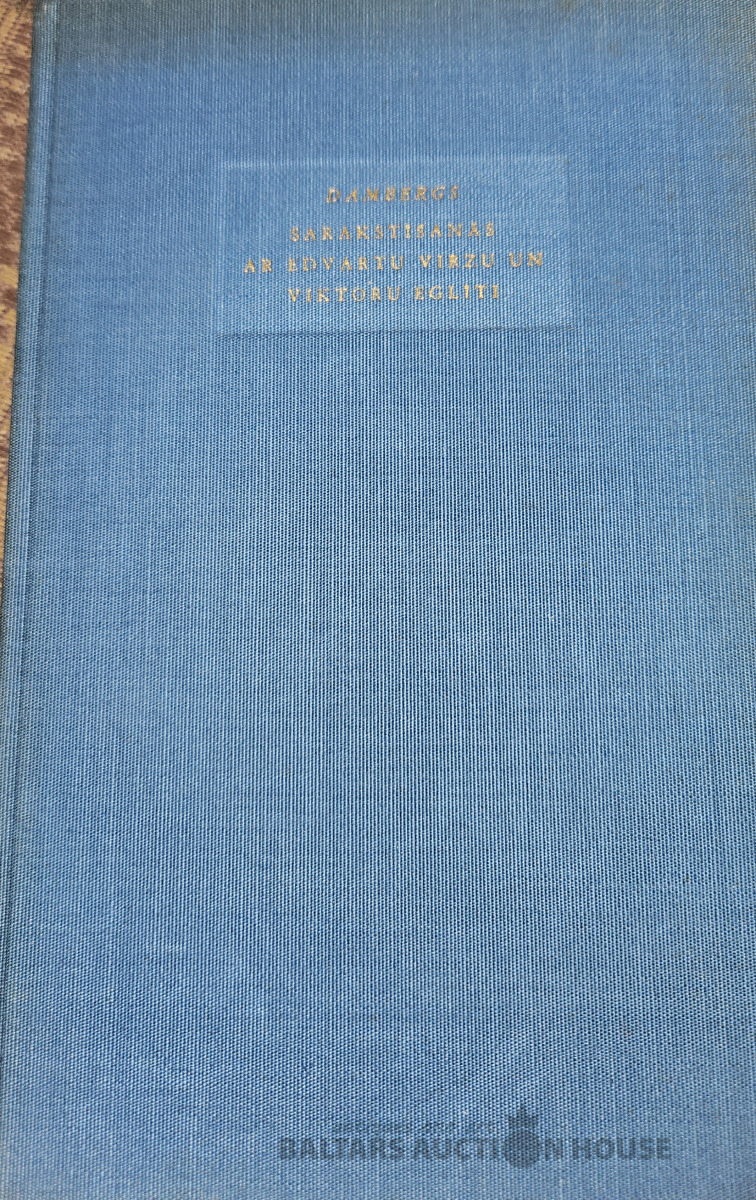 DAMBERGS
SARAKSTĪŠANĀS
AR EDVARTU VIRZU UN
VIKTORU EGLĪTI
BALTARS AUCTION HOUSE